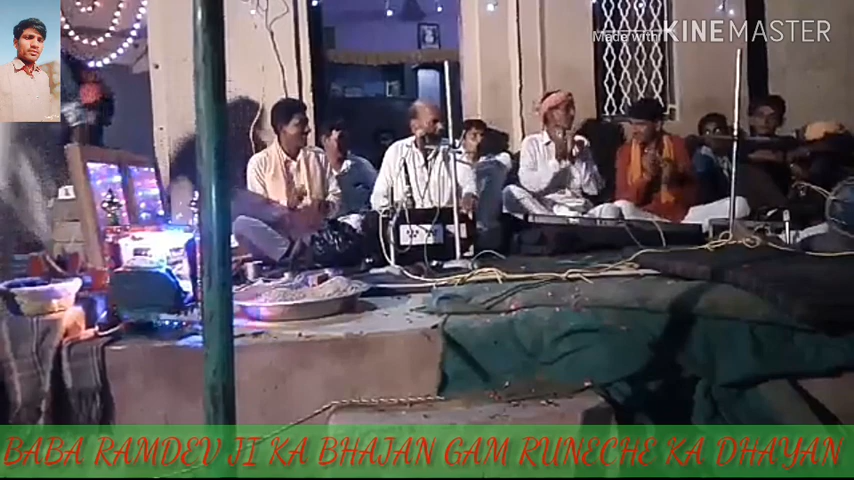 Made with KINEMASTER
BABA RAMDEV JI KA BHAJAN GAM RUNECHE KA DHAYAN